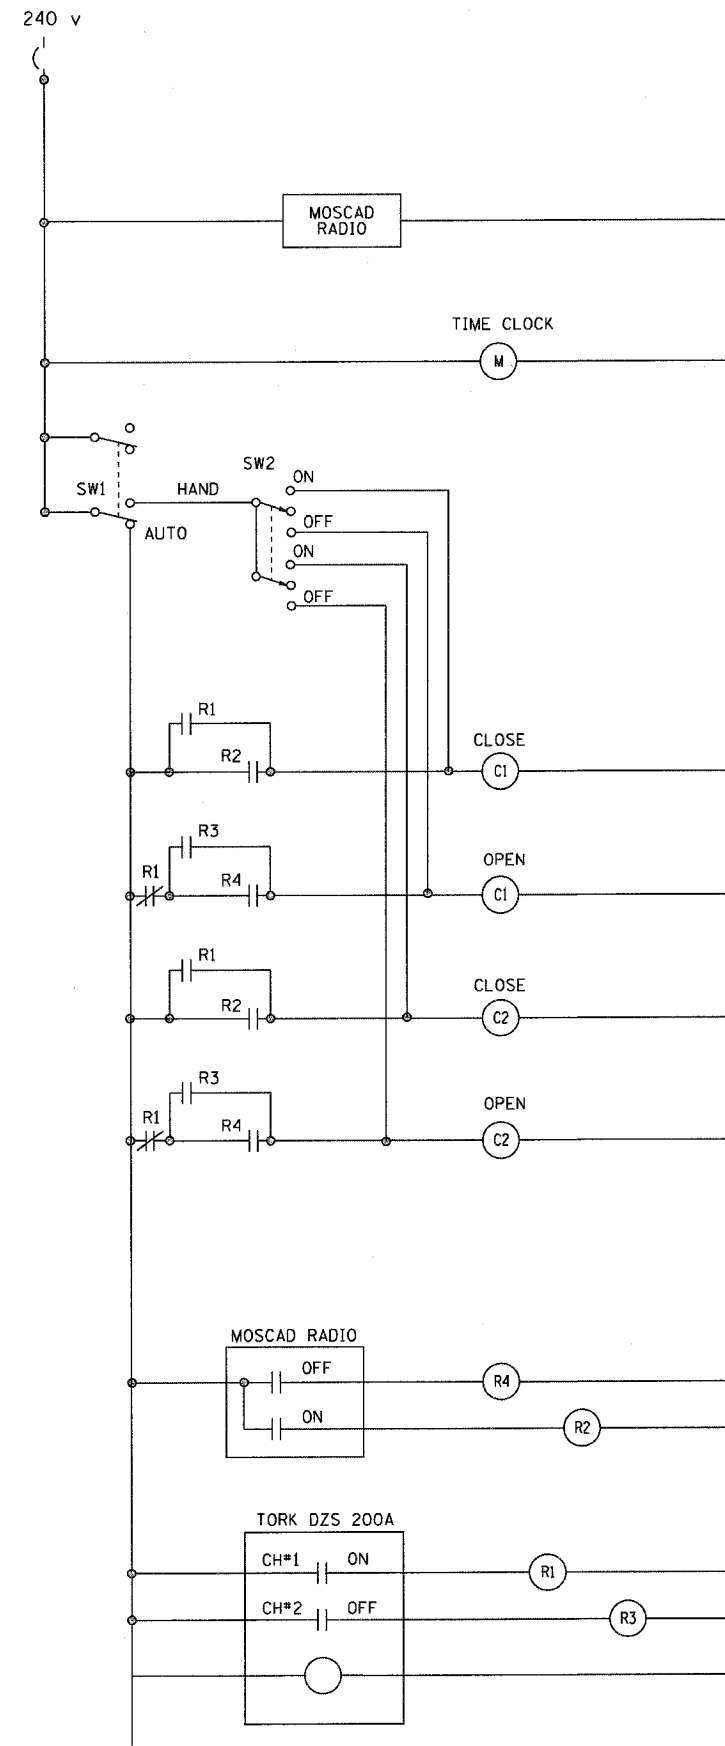 240 v
MOSCAD
RADIO
TIME CLOCK
M
SW2
ON
SW1
HAND
OFF
AUTO
ON
OFF
R1
CLOSE
R2
C1
R3
OPEN
R1
R4
C1
R1
CLOSE
R2
C2
R3
OPEN
R1
R4
C2
MOSCAD RADIO
OFF
R4
ON
R2
TORK DZS 200A
CH#1 ON
R1
CH#2 OFF
R3